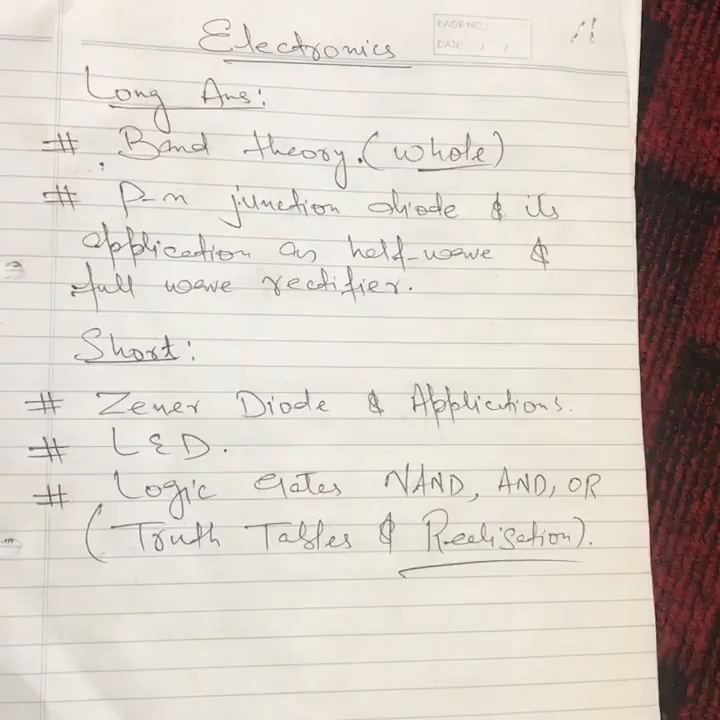 Electronics
PAGE NO.:
DATE: / /
Long Ans:
# Band theory. (whole)
# P-n junction diode & its
application as half-wave &
full wave rectifier.
Short:
# Zener Diode & Applications.
# LED.
# Logic Gates NAND, AND, OR
(Truth Tables & Realisation).